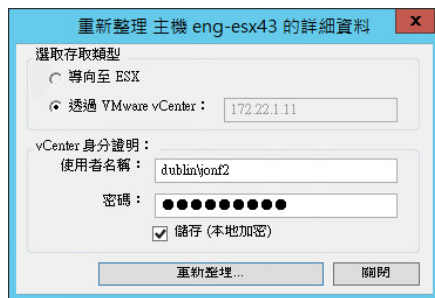 重新整理 主機 eng-esx43 的詳細資料
x
選取存取類型
導向至 ESX
透過 VMware vCenter： 172.22.1.11
vCenter 身分證明：
使用者名稱： dublin\jonf2
密碼： ●●●●●●●●●
儲存 (本地加密)
重新整理... 關閉